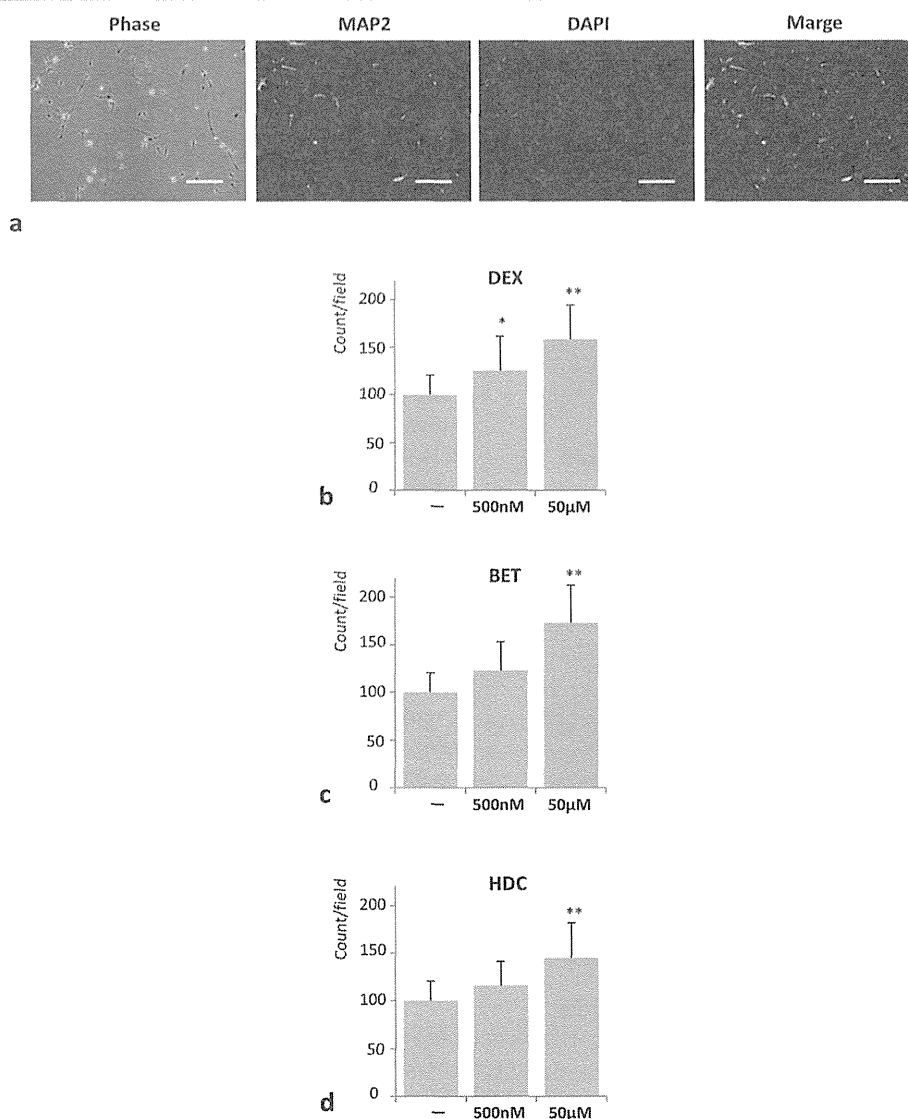 Phase MAP2 DAPI Marge
a
DEX
Count/field
200
150
100
50
0
* **
— 500nM 50µM
b
BET
Count/field
200
150
100
50
0
**
— 500nM 50µM
c
HDC
Count/field
200
150
100
50
0
**
— 500nM 50µM
d